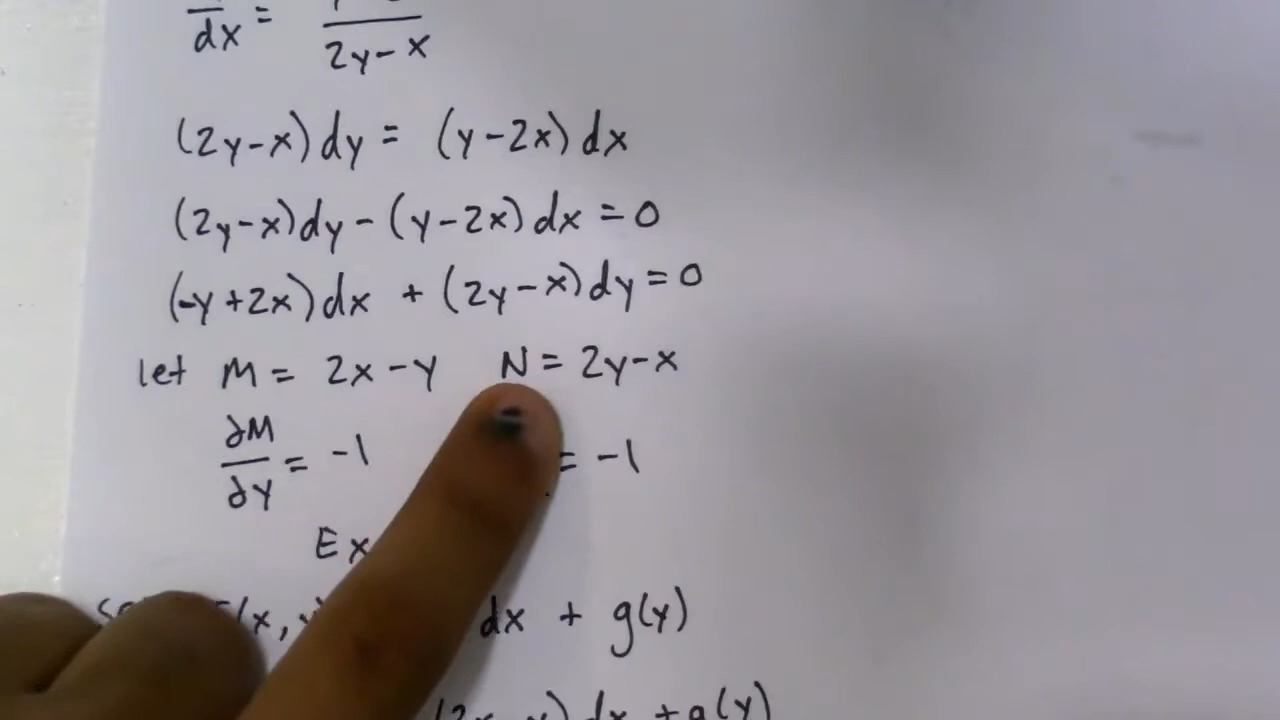 dx = 2y-x
(2y-x)dy = (y-2x)dx
(2y-x)dy-(y-2x)dx=0
(-y+2x)dx + (2y-x)dy=0
let M = 2x-y N = 2y-x
∂M/∂y = -1 = -1
Ex
dx + g(y)
dx + g(y)